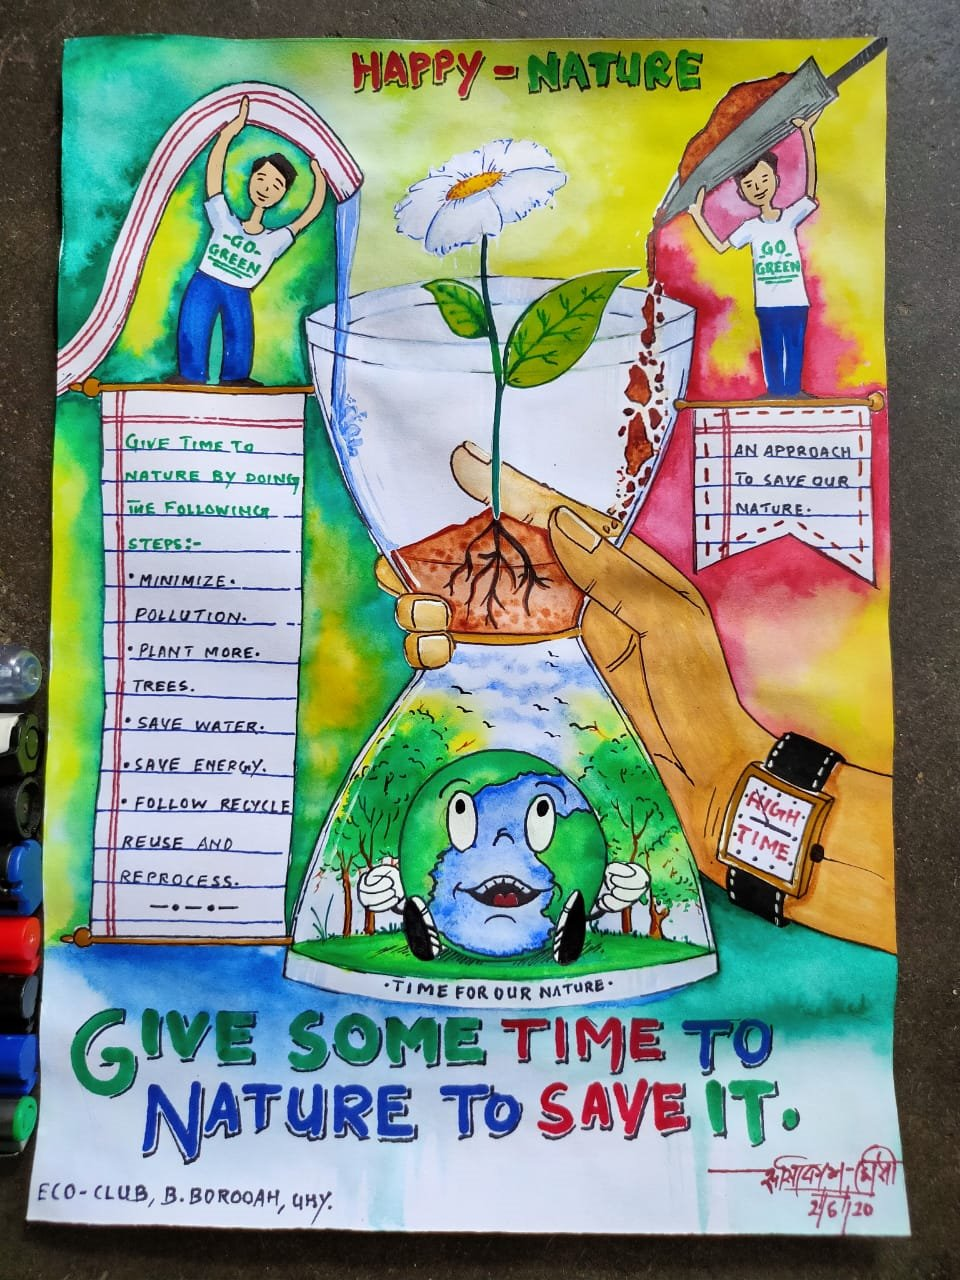 HAPPY - NATURE
-GO-
GREEN
GO
GREEN
GIVE TIME TO
NATURE BY DOING
THE FOLLOWING
STEPS:-
• MINIMIZE.
POLLUTION.
• PLANT MORE.
TREES.
• SAVE WATER.
• SAVE ENERGY.
• FOLLOW RECYCLE
REUSE AND
REPROCESS.
AN APPROACH
TO SAVE OUR
NATURE.
HIGH
TIME
• TIME FOR OUR NATURE •
GIVE SOME TIME TO
NATURE TO SAVE IT.
ECO-CLUB, B. BOROOAH, GHY.
2/6/20